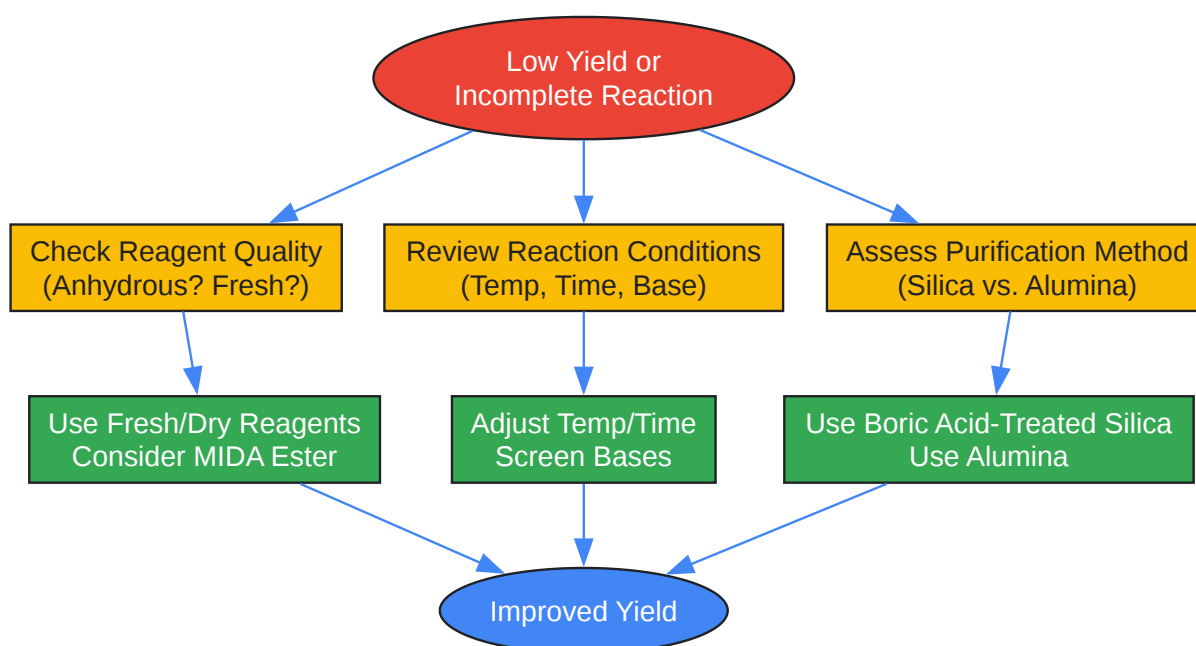 Low Yield or
Incomplete Reaction
Check Reagent Quality
(Anhydrous? Fresh?)
Review Reaction Conditions
(Temp, Time, Base)
Assess Purification Method
(Silica vs. Alumina)
Use Fresh/Dry Reagents
Consider MIDA Ester
Adjust Temp/Time
Screen Bases
Use Boric Acid-Treated Silica
Use Alumina
Improved Yield